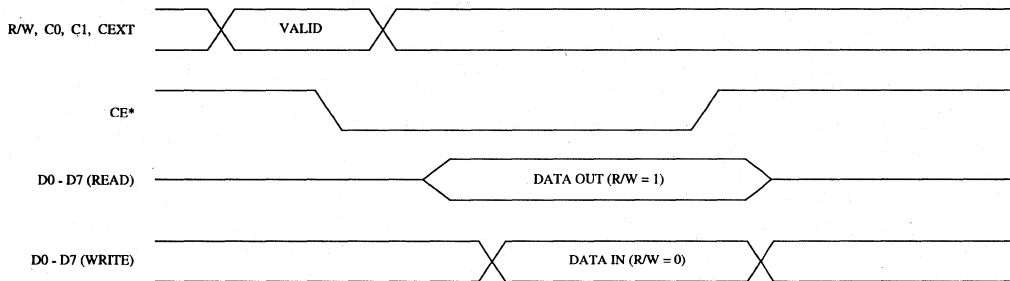 R/W, C0, C1, CEXT
VALID
CE*
D0 - D7 (READ)
DATA OUT (R/W = 1)
D0 - D7 (WRITE)
DATA IN (R/W = 0)